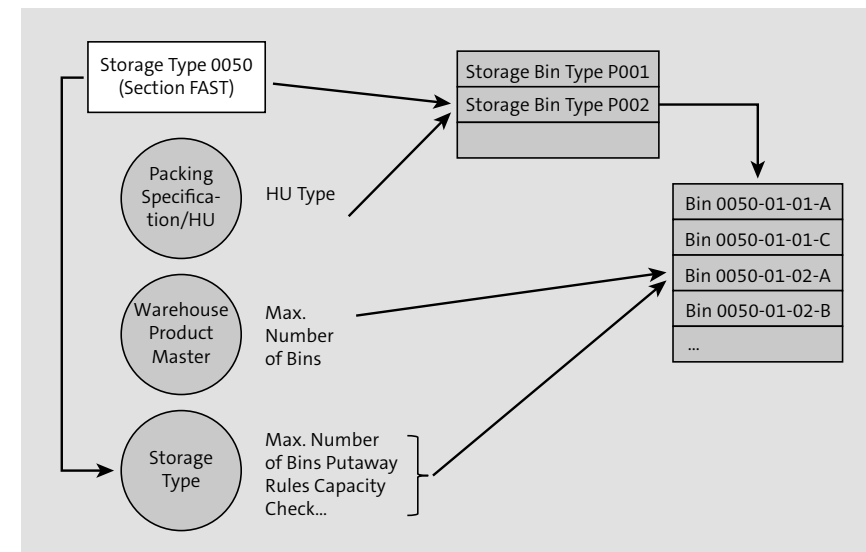 Storage Type 0050
(Section FAST)
Storage Bin Type P001
Storage Bin Type P002
Packing
Specifica-
tion/HU
HU Type
Bin 0050-01-01-A
Bin 0050-01-01-C
Bin 0050-01-02-A
Bin 0050-01-02-B
...
Warehouse
Product
Master
Max.
Number
of Bins
Storage
Type
Max. Number
of Bins Putaway
Rules Capacity
Check...